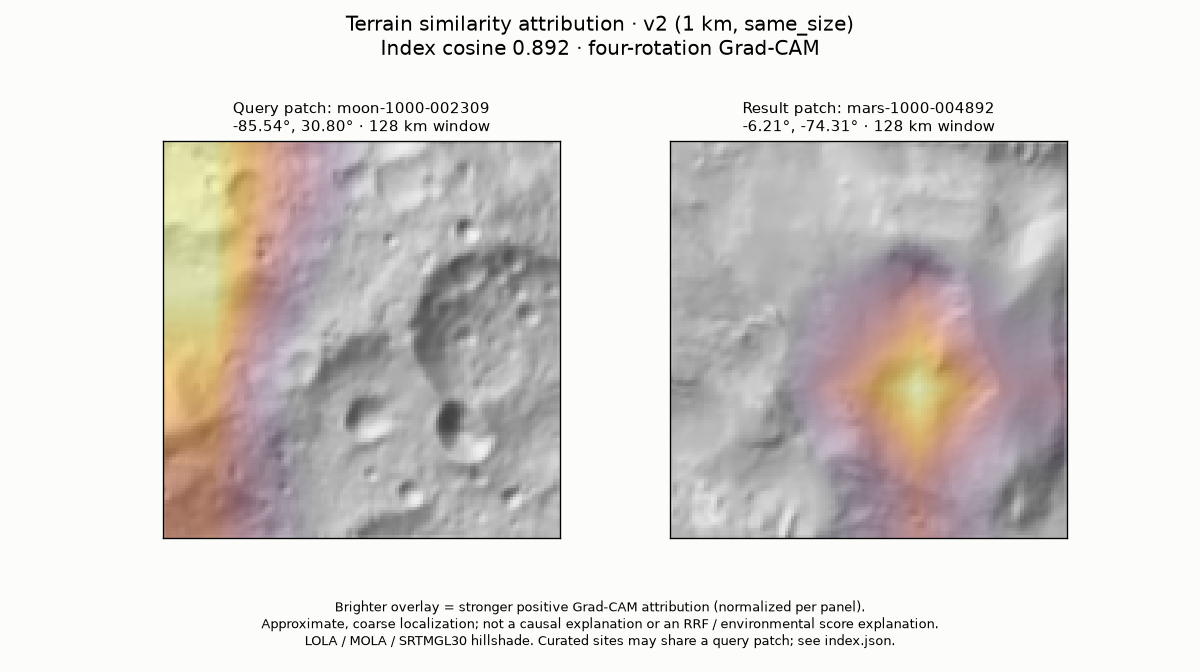 Terrain similarity attribution · v2 (1 km, same_size)
Index cosine 0.892 · four-rotation Grad-CAM
Query patch: moon-1000-002309
-85.54°, 30.80° · 128 km window
Result patch: mars-1000-004892
-6.21°, -74.31° · 128 km window
Brighter overlay = stronger positive Grad-CAM attribution (normalized per panel).
Approximate, coarse localization; not a causal explanation or an RRF / environmental score explanation.
LOLA / MOLA / SRTMGL30 hillshade. Curated sites may share a query patch; see index.json.